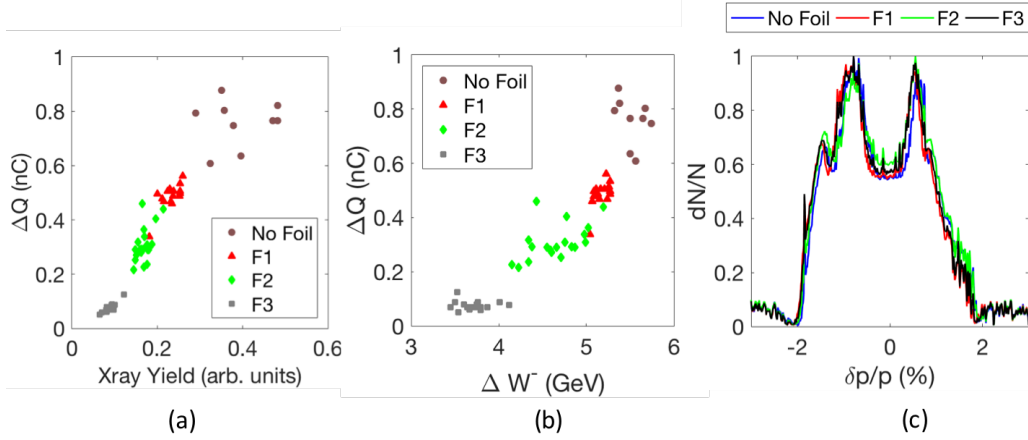 No Foil F1 F2 F3
1
0.8
0.6
0.4
0.2
0
ΔQ (nC)
No Foil
F1
F2
F3
0 0.2 0.4 0.6
Xray Yield (arb. units)
(a)
1
0.8
0.6
0.4
0.2
0
ΔQ (nC)
No Foil
F1
F2
F3
3 4 5 6
Δ W⁻ (GeV)
(b)
1
0.8
0.6
0.4
0.2
0
dN/N
-2 0 2
δp/p (%)
(c)